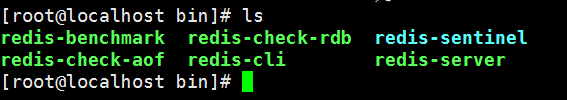 [root@localhost bin]# ls
redis-benchmark redis-check-rdb redis-sentinel
redis-check-aof redis-cli redis-server
[root@localhost bin]#